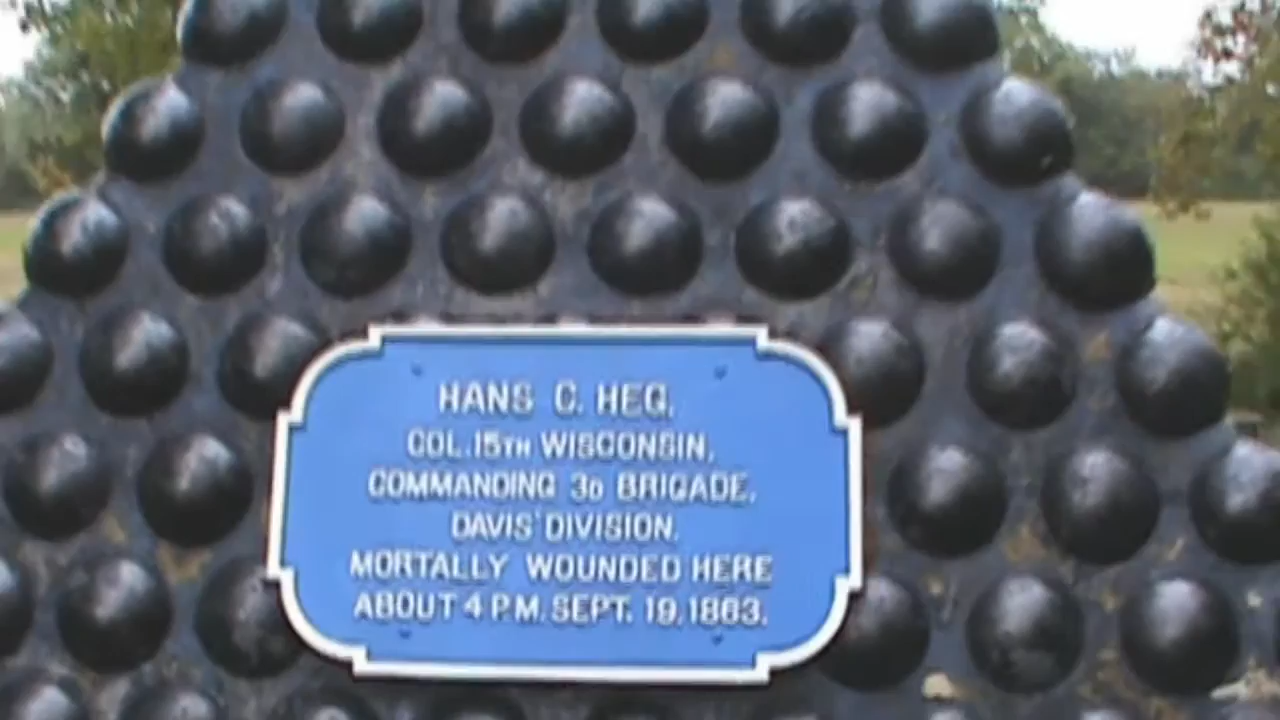 HANS C. HEG,
COL. 15TH WISCONSIN,
COMMANDING 3D BRIGADE,
DAVIS' DIVISION.
MORTALLY WOUNDED HERE
ABOUT 4 P.M. SEPT. 19, 1863.